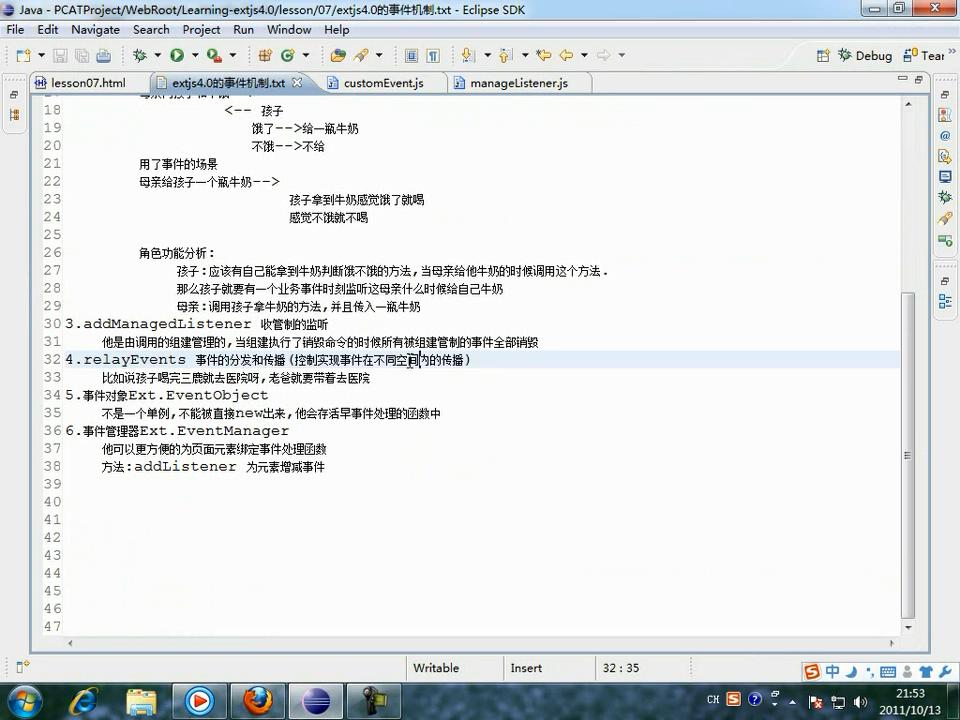 Java - PCATProject/WebRoot/Learning-extjs4.0/lesson/07/extjs4.0的事件机制.txt - Eclipse SDK
File Edit Navigate Search Project Run Window Help
Debug Tear
lesson07.html extjs4.0的事件机制.txt customEvent.js manageListener.js
18 <-- 孩子
19 饿了-->给一瓶牛奶
20 不饿-->不给
21 用了事件的场景
22 母亲给孩子一个瓶牛奶-->
23 孩子拿到牛奶感觉饿了就喝
24 感觉不饿就不喝
25
26 角色功能分析:
27 孩子:应该有自己能拿到牛奶判断饿不饿的方法,当母亲给他牛奶的时候调用这个方法.
28 那么孩子就要有一个业务事件时刻监听这母亲什么时候给自己牛奶
29 母亲:调用孩子拿牛奶的方法,并且传入一瓶牛奶
30 3.addManagedListener 收管制的监听
31 他是由调用的组建管理的,当组建执行了销毁命令的时候所有被组建管制的事件全部销毁
32 4.relayEvents 事件的分发和传播(控制实现事件在不同空间内的传播)
33 比如说孩子喝完三鹿就去医院呀,老爸就要带着去医院
34 5.事件对象Ext.EventObject
35 不是一个单例,不能被直接new出来,他会存活早事件处理的函数中
36 6.事件管理器Ext.EventManager
37 他可以更方便的为页面元素绑定事件处理函数
38 方法:addListener 为元素增减事件
39
40
41
42
43
44
45
46
47
Writable Insert 32 : 35
中
CH
21:53
2011/10/13